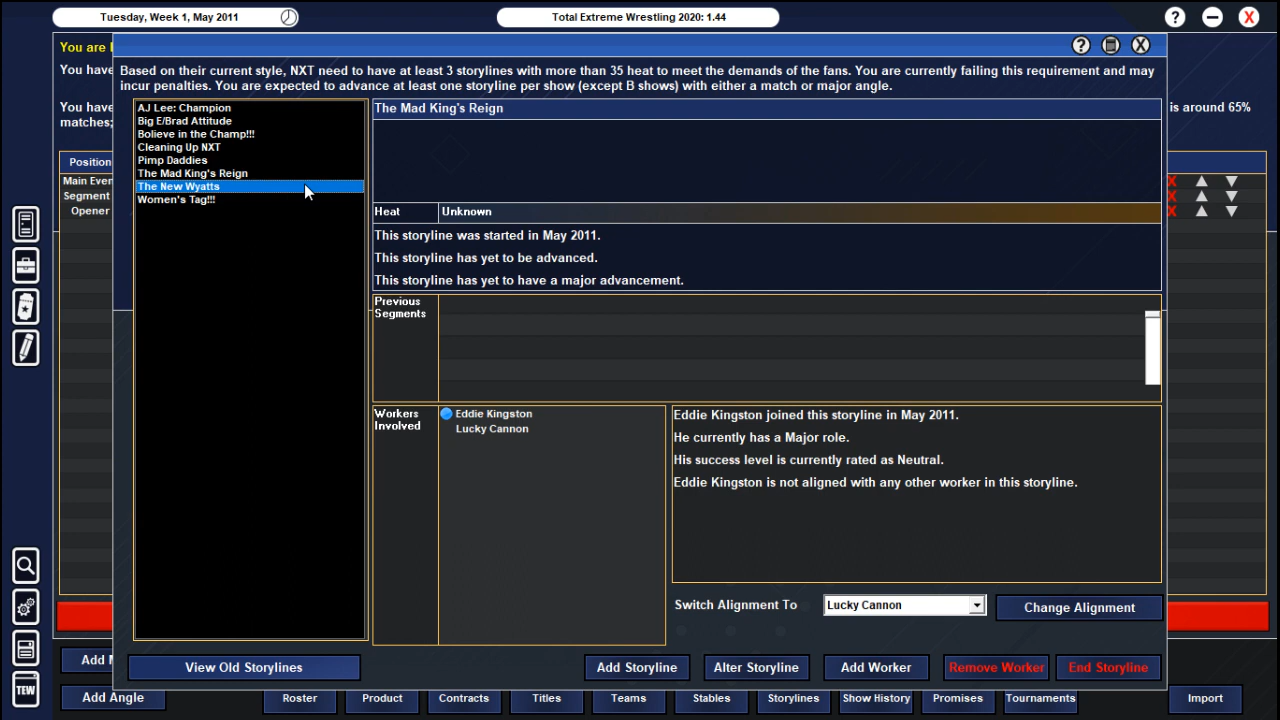 Tuesday, Week 1, May 2011
Total Extreme Wrestling 2020: 1.44
?
X
You are
?
X
You have
Based on their current style, NXT need to have at least 3 storylines with more than 35 heat to meet the demands of the fans. You are currently failing this requirement and may
incur penalties. You are expected to advance at least one storyline per show (except B shows) with either a match or major angle.
You have
is around 65%
matches;
AJ Lee: Champion
Big E/Brad Attitude
Bolieve in the Champ!!!
Cleaning Up NXT
Pimp Daddies
The Mad King's Reign
The New Wyatts
Women's Tag!!!
The Mad King's Reign
Position
Main Even
Segment
Opener
X
X
X
Heat
Unknown
This storyline was started in May 2011.
This storyline has yet to be advanced.
This storyline has yet to have a major advancement.
Previous
Segments
Workers
Involved
Eddie Kingston
Lucky Cannon
Eddie Kingston joined this storyline in May 2011.
He currently has a Major role.
His success level is currently rated as Neutral.
Eddie Kingston is not aligned with any other worker in this storyline.
Switch Alignment To
Lucky Cannon
Change Alignment
View Old Storylines
Add Storyline
Alter Storyline
Add Worker
Remove Worker
End Storyline
Add M
Add Angle
Roster
Product
Contracts
Titles
Teams
Stables
Storylines
Show History
Promises
Tournaments
Import
TEW